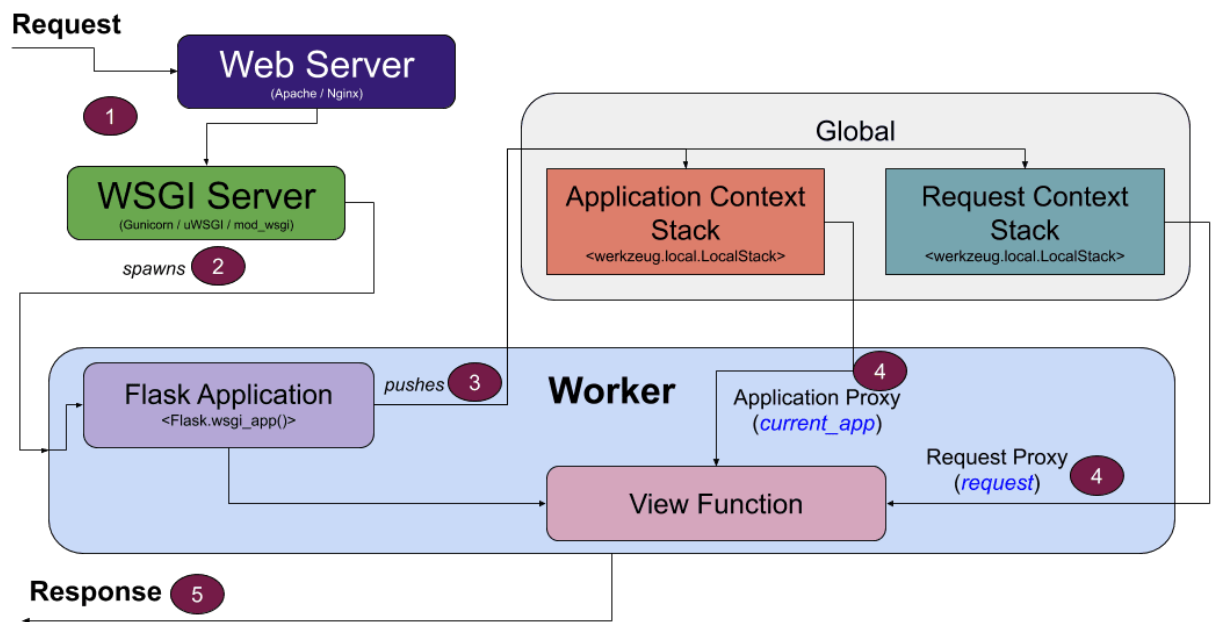 Request
Web Server
(Apache / Nginx)
1
Global
WSGI Server
(Gunicorn / uWSGI / mod_wsgi)
Application Context
Stack
<werkzeug.local.LocalStack>
Request Context
Stack
<werkzeug.local.LocalStack>
spawns 2
Flask Application
<Flask.wsgi_app()>
pushes 3
Worker
4
Application Proxy
(current_app)
Request Proxy
(request)
4
View Function
Response 5